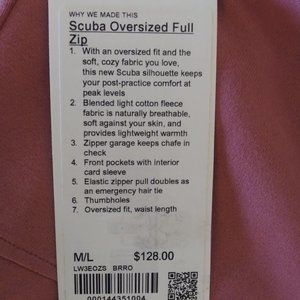 WHY WE MADE THIS
Scuba Oversized Full
Zip
1. With an oversized fit and the
soft, cozy fabric you love,
this new Scuba silhouette keeps
your post-practice comfort at
peak levels
2. Blended light cotton fleece
fabric is naturally breathable,
soft against your skin, and
provides lightweight warmth
3. Zipper garage keeps chafe in
check
4. Front pockets with interior
card sleeve
5. Elastic zipper pull doubles as
an emergency hair tie
6. Thumbholes
7. Oversized fit, waist length
M/L $128.00
LW3EOZS BRRO
000144351004